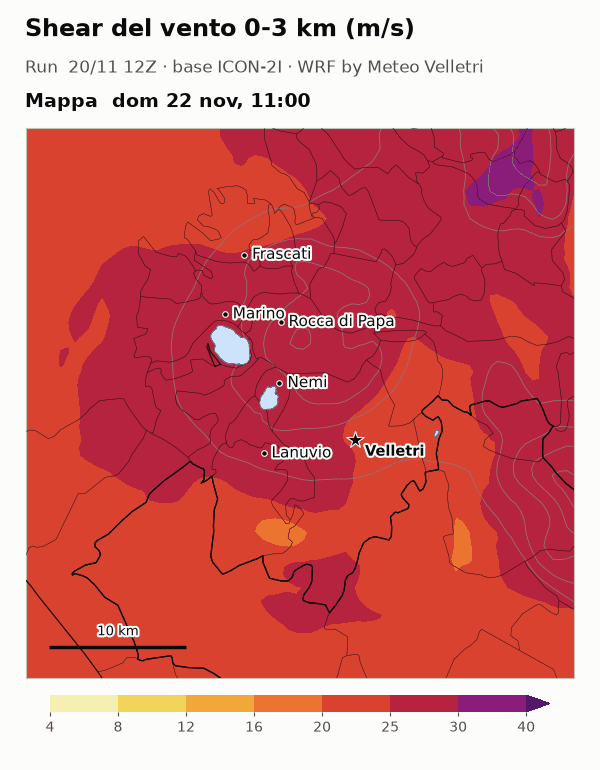 Shear del vento 0-3 km (m/s)
Run  20/11 12Z · base ICON-2I · WRF by Meteo Velletri
Mappa  dom 22 nov, 11:00
Frascati
Marino
Rocca di Papa
Nemi
Velletri
Lanuvio
10 km
4 8 12 16 20 25 30 40